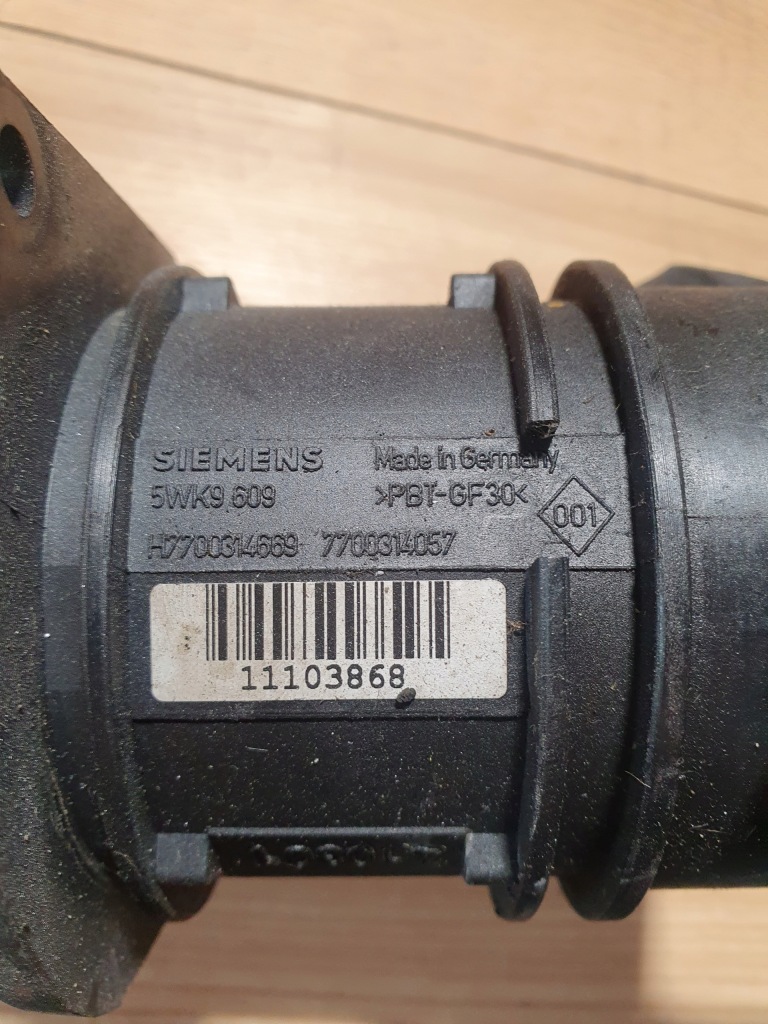 SIEMENS Made in Germany
5WK9 609 >PBT-GF30<
001
H7700314669 7700314057
11103868